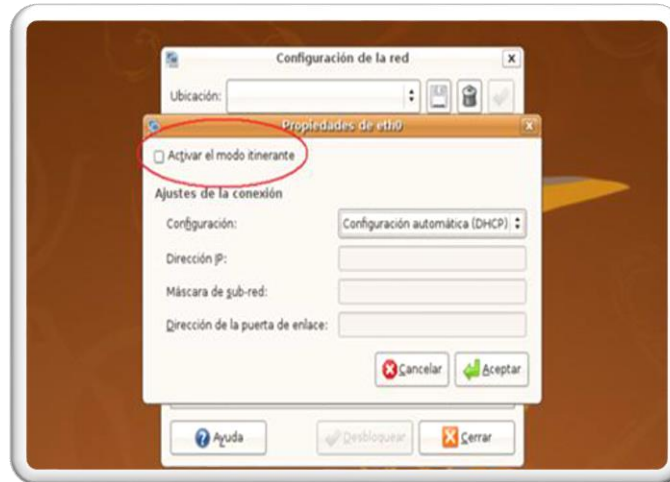 Configuración de la red
Ubicación:
Propiedades de eth0
Activar el modo itinerante
Ajustes de la conexión
Configuración: Configuración automática (DHCP)
Dirección IP:
Máscara de sub-red:
Dirección de la puerta de enlace:
Cancelar Aceptar
Ayuda Desbloquear Cerrar